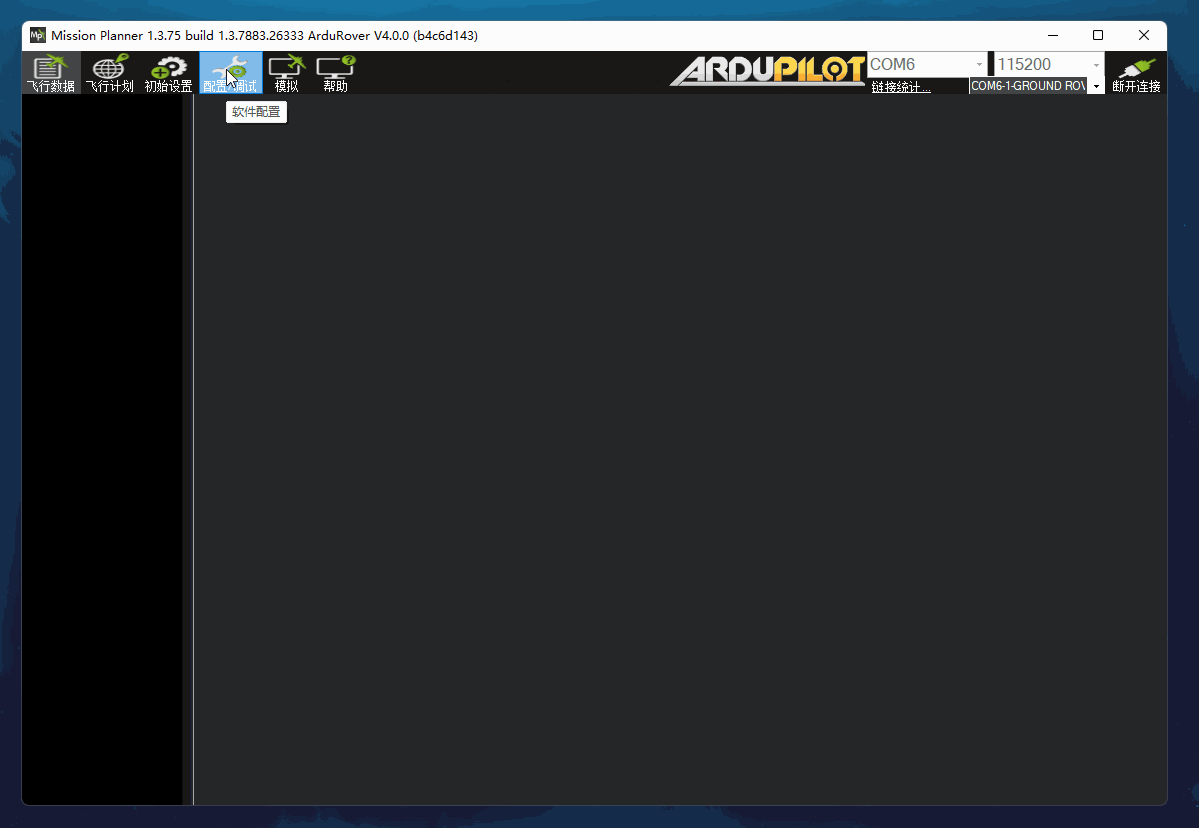 Mission Planner 1.3.75 build 1.3.7883.26333 ArduRover V4.0.0 (b4c6d143)
飞行数据 飞行计划 初始设置 配置/调试 模拟 帮助
ARDUPILOT
COM6 115200
链接统计... COM6-1-GROUND ROV 断开连接
软件配置